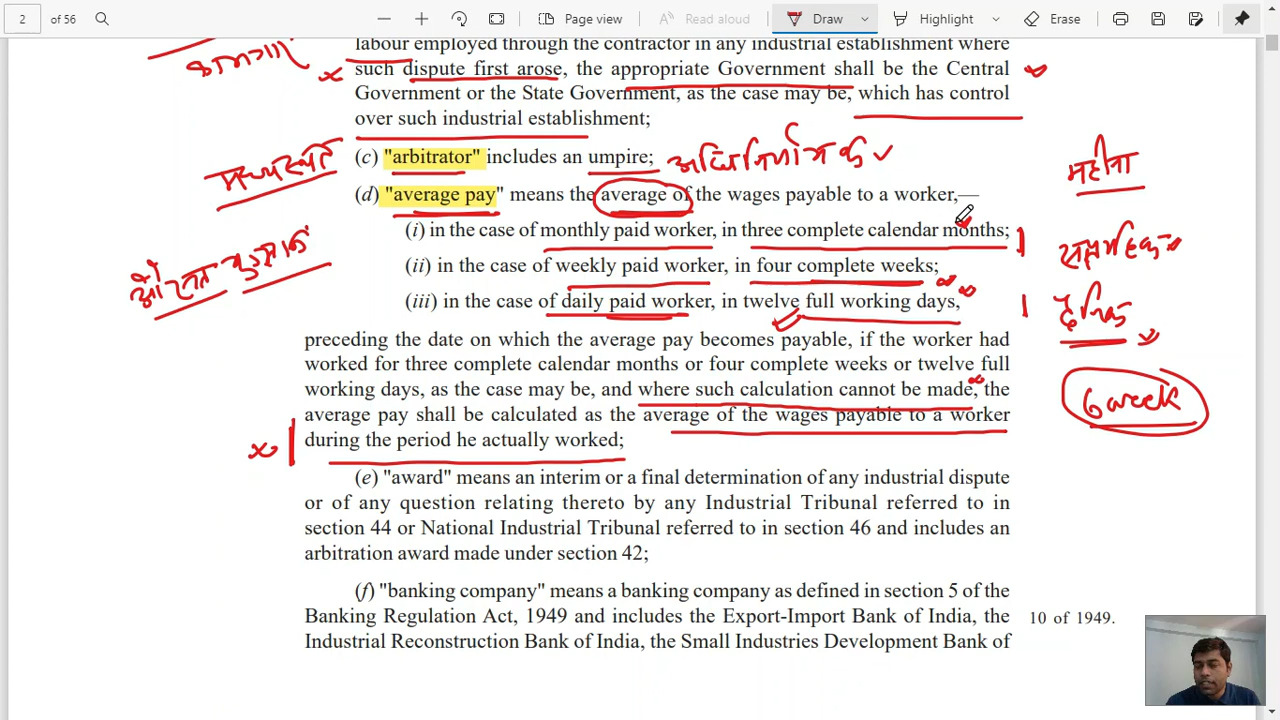 2 of 56 Page view Read aloud Draw Highlight Erase
labour employed through the contractor in any industrial establishment where
such dispute first arose, the appropriate Government shall be the Central
Government or the State Government, as the case may be, which has control
over such industrial establishment;
(c) "arbitrator" includes an umpire;
(d) "average pay" means the average of the wages payable to a worker,—
महीना
(i) in the case of monthly paid worker, in three complete calendar months;
(ii) in the case of weekly paid worker, in four complete weeks;
(iii) in the case of daily paid worker, in twelve full working days,
दैनिक
preceding the date on which the average pay becomes payable, if the worker had
worked for three complete calendar months or four complete weeks or twelve full
working days, as the case may be, and where such calculation cannot be made, the
6 week
average pay shall be calculated as the average of the wages payable to a worker
during the period he actually worked;
(e) "award" means an interim or a final determination of any industrial dispute
or of any question relating thereto by any Industrial Tribunal referred to in
section 44 or National Industrial Tribunal referred to in section 46 and includes an
arbitration award made under section 42;
(f) "banking company" means a banking company as defined in section 5 of the
Banking Regulation Act, 1949 and includes the Export-Import Bank of India, the
10 of 1949.
Industrial Reconstruction Bank of India, the Small Industries Development Bank of